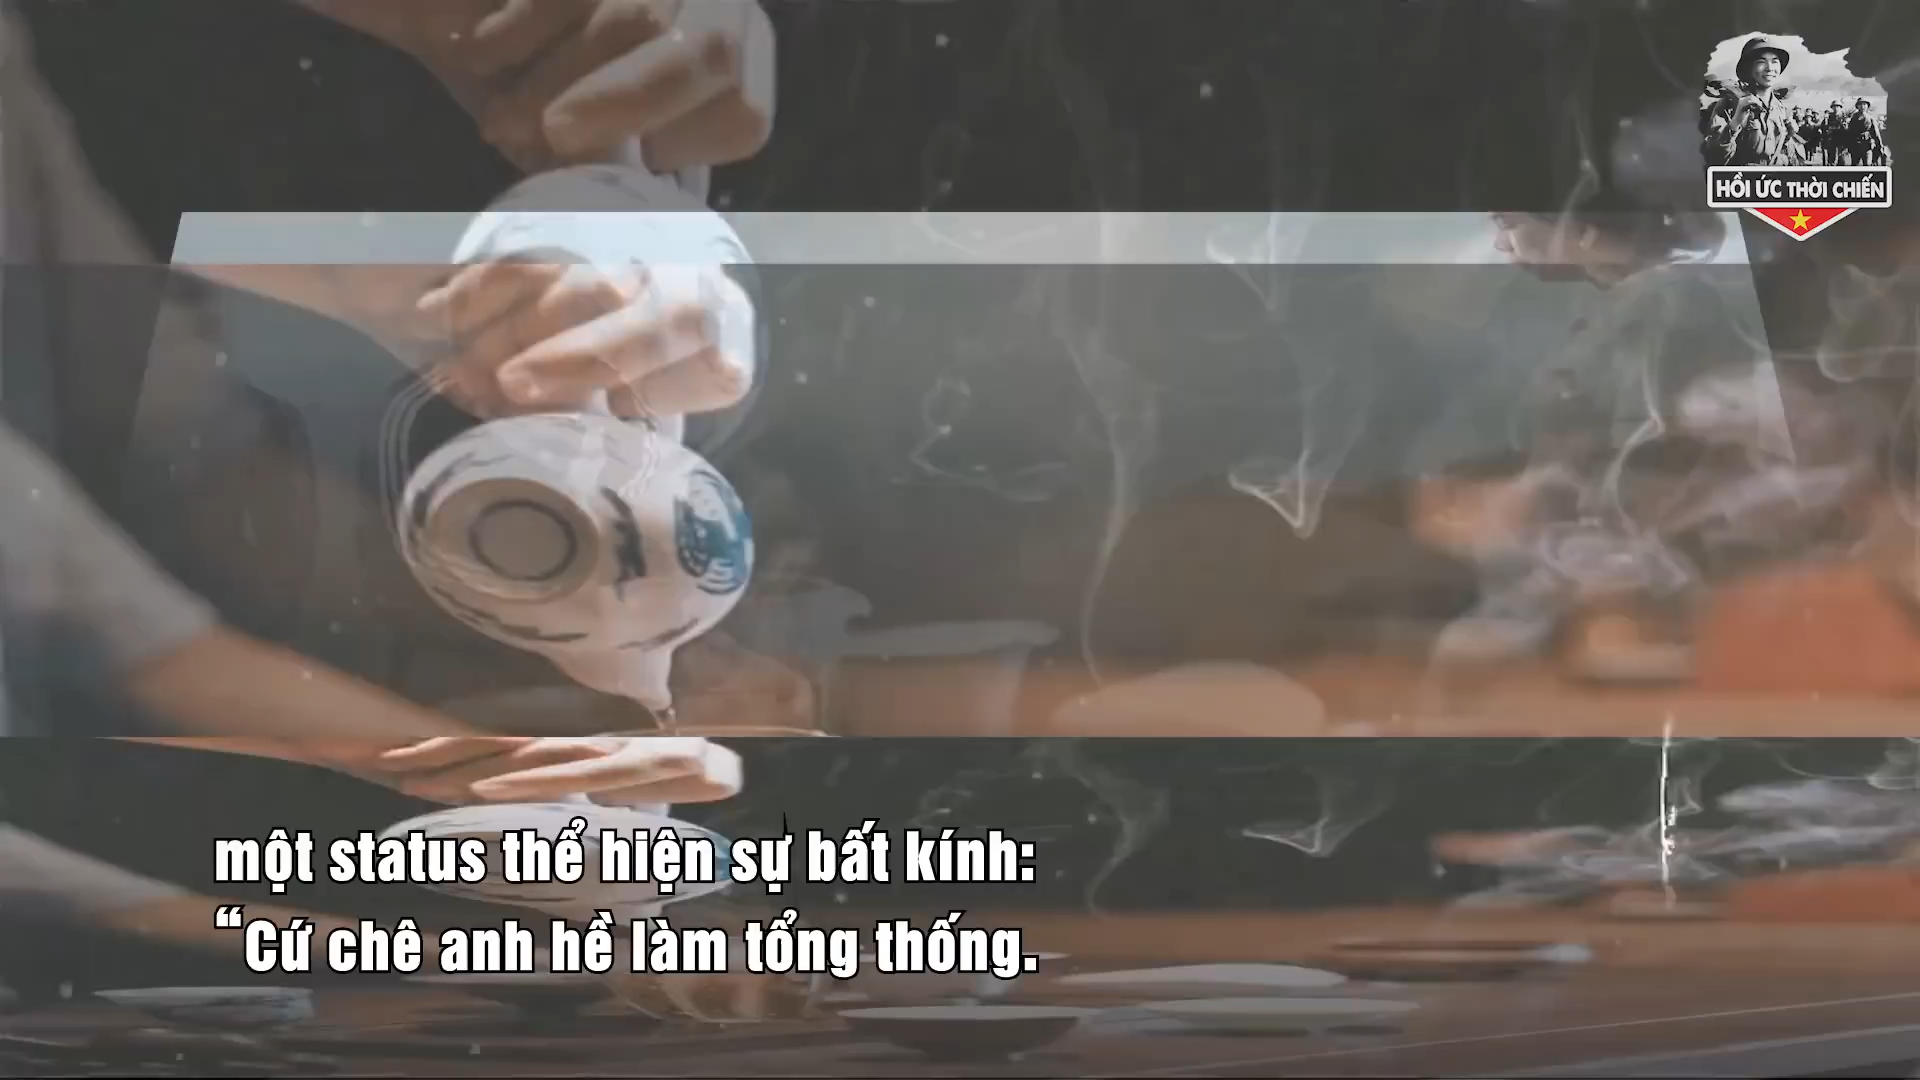 HỒI ỨC THỜI CHIẾN
một status thể hiện sự bất kính:
“Cứ chê anh hề làm tổng thống.